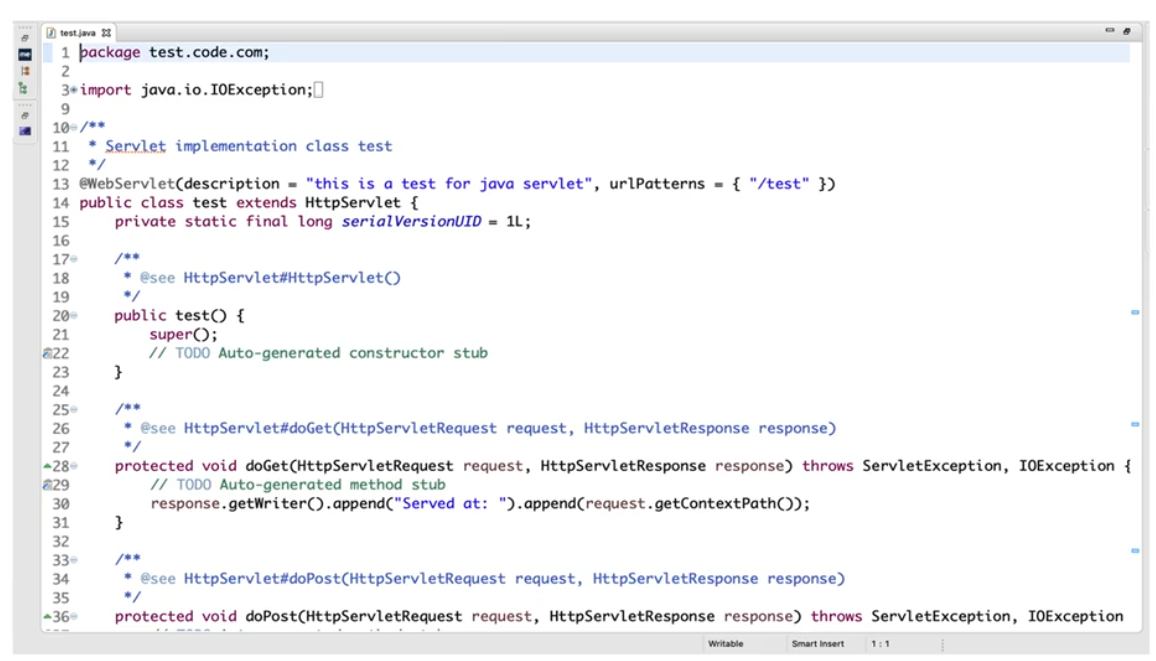 test.java
1 package test.code.com;
2
3 import java.io.IOException;
9
10 /**
11  * Servlet implementation class test
12  */
13 @WebServlet(description = "this is a test for java servlet", urlPatterns = { "/test" })
14 public class test extends HttpServlet {
15     private static final long serialVersionUID = 1L;
16
17     /**
18      * @see HttpServlet#HttpServlet()
19      */
20     public test() {
21         super();
22         // TODO Auto-generated constructor stub
23     }
24
25     /**
26      * @see HttpServlet#doGet(HttpServletRequest request, HttpServletResponse response)
27      */
28     protected void doGet(HttpServletRequest request, HttpServletResponse response) throws ServletException, IOException {
29         // TODO Auto-generated method stub
30         response.getWriter().append("Served at: ").append(request.getContextPath());
31     }
32
33     /**
34      * @see HttpServlet#doPost(HttpServletRequest request, HttpServletResponse response)
35      */
36     protected void doPost(HttpServletRequest request, HttpServletResponse response) throws ServletException, IOException
Writable Smart Insert 1 : 1